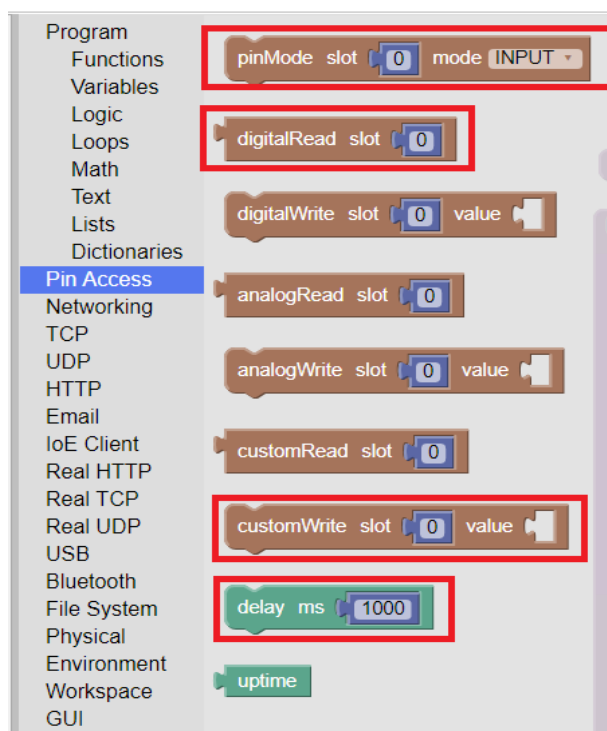 Program
Functions
Variables
Logic
Loops
Math
Text
Lists
Dictionaries
Pin Access
Networking
TCP
UDP
HTTP
Email
IoE Client
Real HTTP
Real TCP
Real UDP
USB
Bluetooth
File System
Physical
Environment
Workspace
GUI
pinMode slot 0 mode INPUT
digitalRead slot 0
digitalWrite slot 0 value
analogRead slot 0
analogWrite slot 0 value
customRead slot 0
customWrite slot 0 value
delay ms 1000
uptime